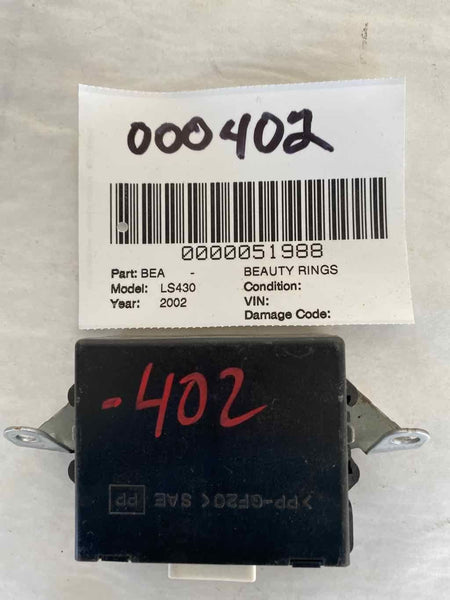 000402
0000051988
Part: BEA - BEAUTY RINGS
Model: LS430 Condition:
Year: 2002 VIN:
Damage Code:
-402
>PP-GF20< SAE PP